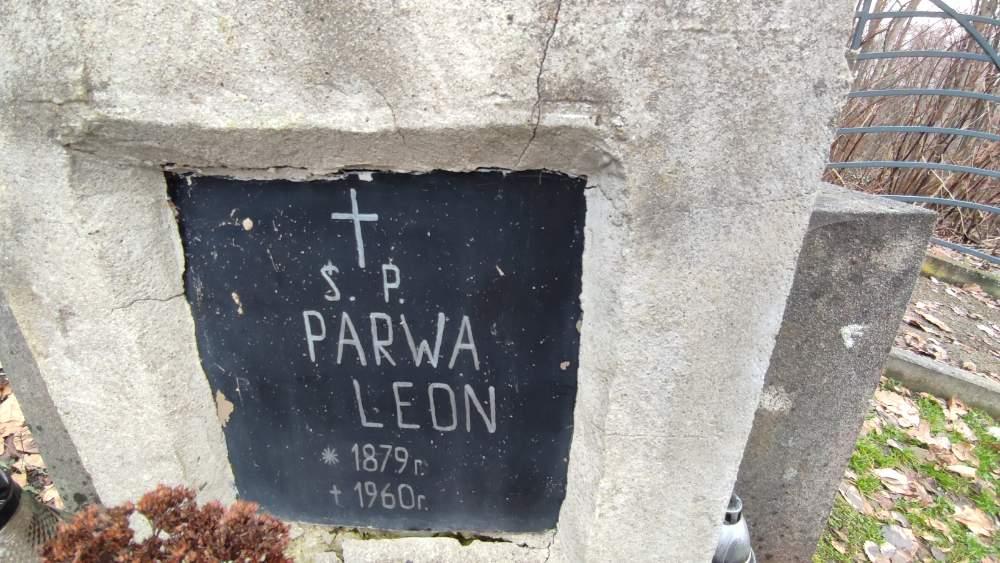 Ś. P.
PARWA
LEON
* 1879 r.
† 1960 r.